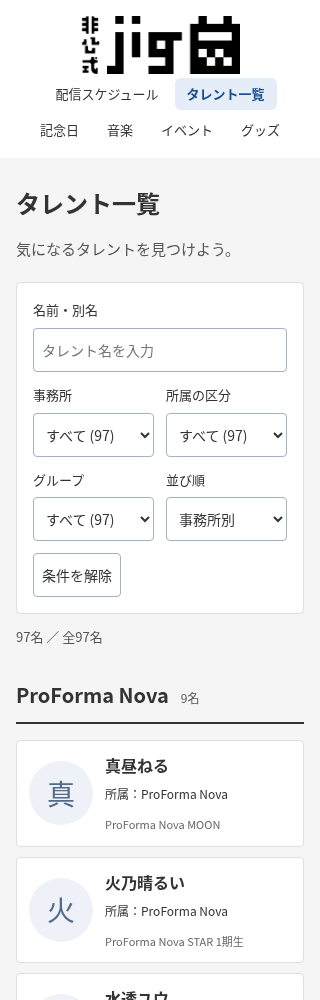 非公式 jig
配信スケジュール タレント一覧
記念日 音楽 イベント グッズ
タレント一覧
気になるタレントを見つけよう。
名前・別名
タレント名を入力
事務所 所属の区分
すべて (97) すべて (97)
グループ 並び順
すべて (97) 事務所別
条件を解除
97名 ／ 全97名
ProForma Nova 9名
真
真昼ねる
所属：ProForma Nova
ProForma Nova MOON
火
火乃晴るい
所属：ProForma Nova
ProForma Nova STAR 1期生